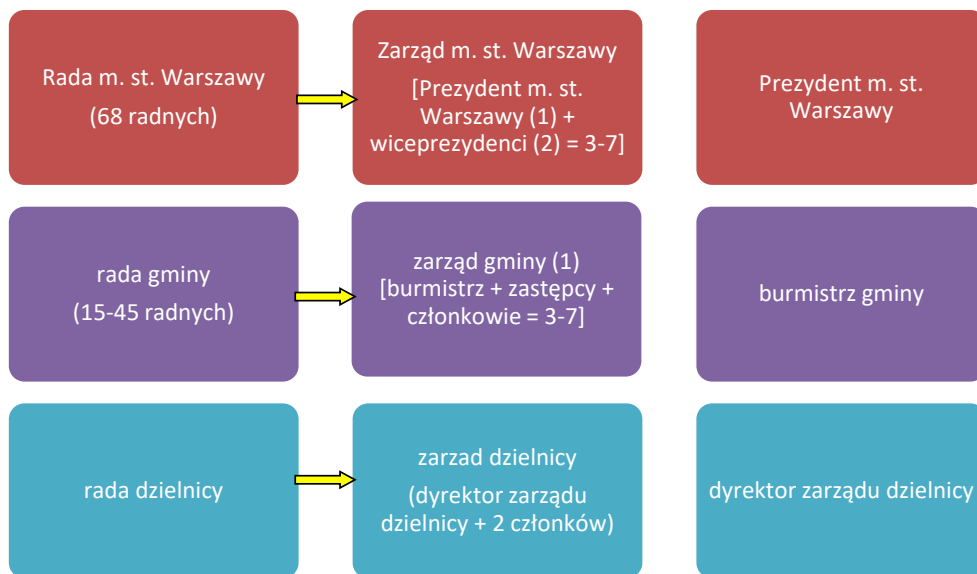 Rada m. st. Warszawy
(68 radnych)
Zarząd m. st. Warszawy
[Prezydent m. st.
Warszawy (1) +
wiceprezydenci (2) = 3-7]
Prezydent m. st.
Warszawy
rada gminy
(15-45 radnych)
zarząd gminy (1)
[burmistrz + zastępcy +
członkowie = 3-7]
burmistrz gminy
rada dzielnicy
zarzad dzielnicy
(dyrektor zarządu
dzielnicy + 2 członków)
dyrektor zarządu dzielnicy